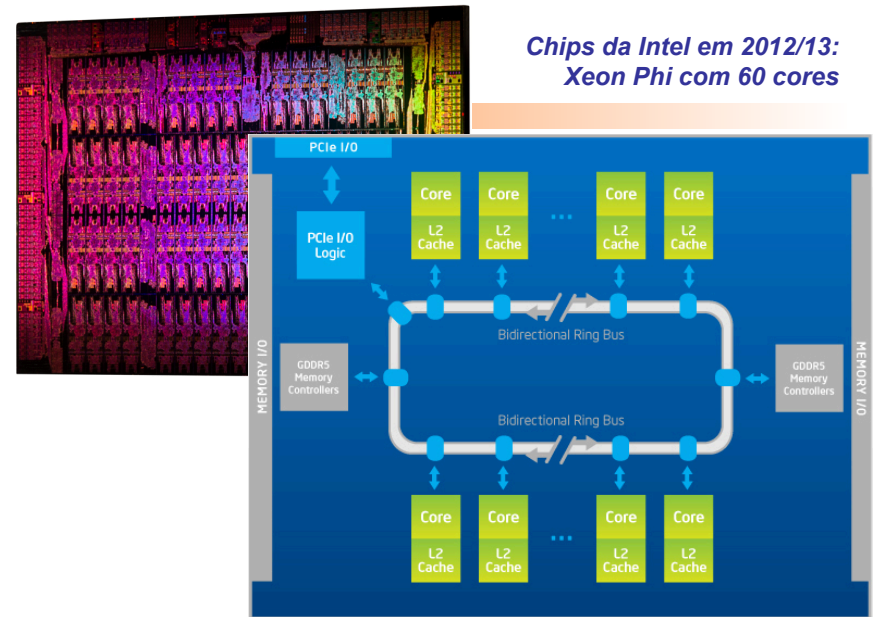 Chips da Intel em 2012/13:
Xeon Phi com 60 cores
PCIe I/O
PCIe I/O
Logic
Core
L2
Cache
Core
L2
Cache
...
Core
L2
Cache
Core
L2
Cache
Bidirectional Ring Bus
MEMORY I/O
GDDR5
Memory
Controllers
GDDR5
Memory
Controllers
MEMORY I/O
Bidirectional Ring Bus
Core
L2
Cache
Core
L2
Cache
...
Core
L2
Cache
Core
L2
Cache